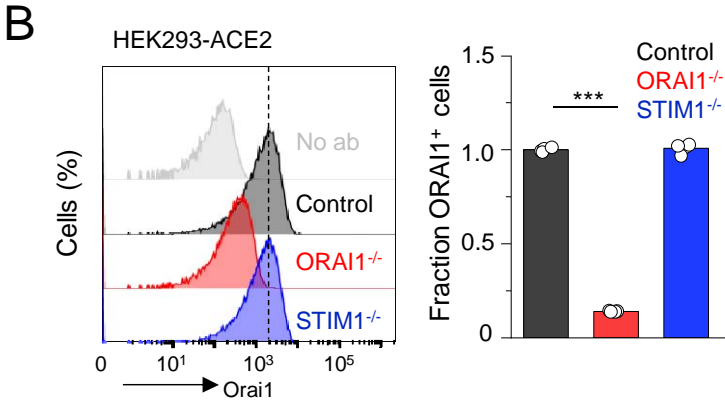 B
HEK293-ACE2
No ab
Control
ORAI1-/-
STIM1-/-
Cells (%)
0 10¹ 10³ 10⁵
Orai1
Control
ORAI1-/-
STIM1-/-
***
Fraction ORAI1⁺ cells
1.5
1.0
0.5
0